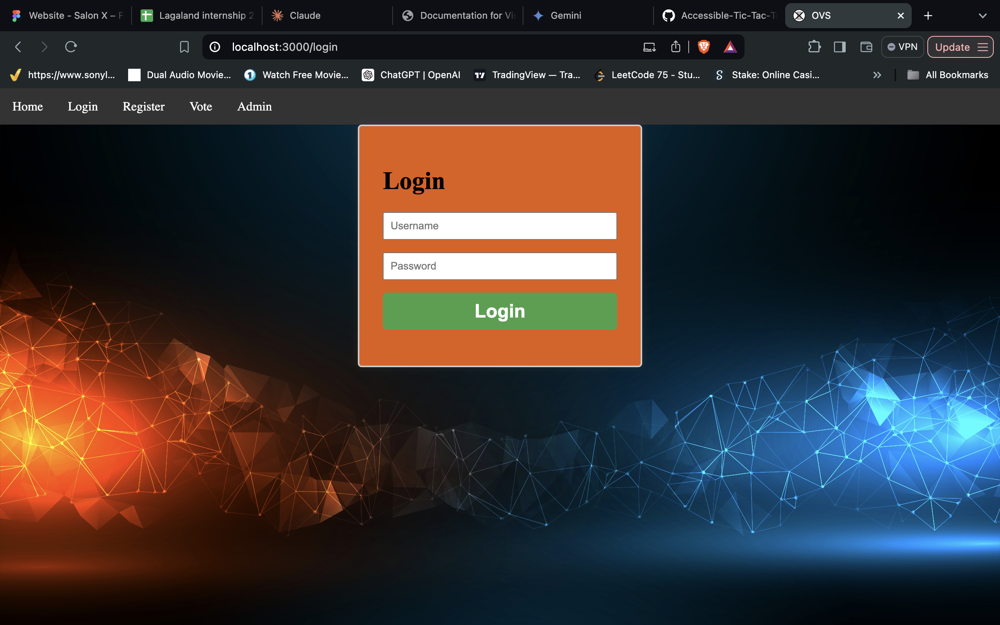 Website - Salon X – F
Lagaland internship 2
Claude
Documentation for Vis
Gemini
Accessible-Tic-Tac-T
OVS
localhost:3000/login
VPN
Update
https://www.sonyl...
Dual Audio Movie...
Watch Free Movie...
ChatGPT | OpenAI
TradingView — Tra...
LeetCode 75 - Stu...
Stake: Online Casi...
All Bookmarks
Home
Login
Register
Vote
Admin
Login
Username
Password
Login